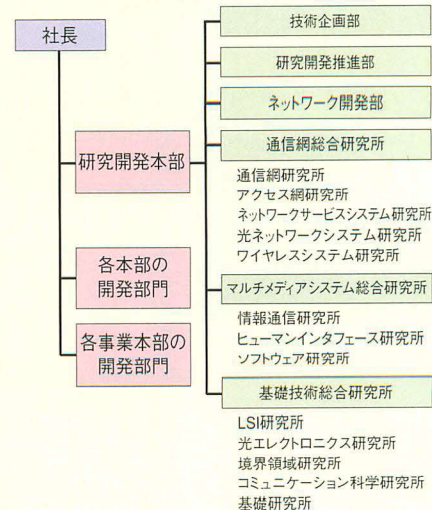 社長
研究開発本部
各本部の
開発部門
各事業本部の
開発部門
技術企画部
研究開発推進部
ネットワーク開発部
通信網総合研究所
通信網研究所
アクセス網研究所
ネットワークサービスシステム研究所
光ネットワークシステム研究所
ワイヤレスシステム研究所
マルチメディアシステム総合研究所
情報通信研究所
ヒューマンインタフェース研究所
ソフトウェア研究所
基礎技術総合研究所
LSI研究所
光エレクトロニクス研究所
境界領域研究所
コミュニケーション科学研究所
基礎研究所